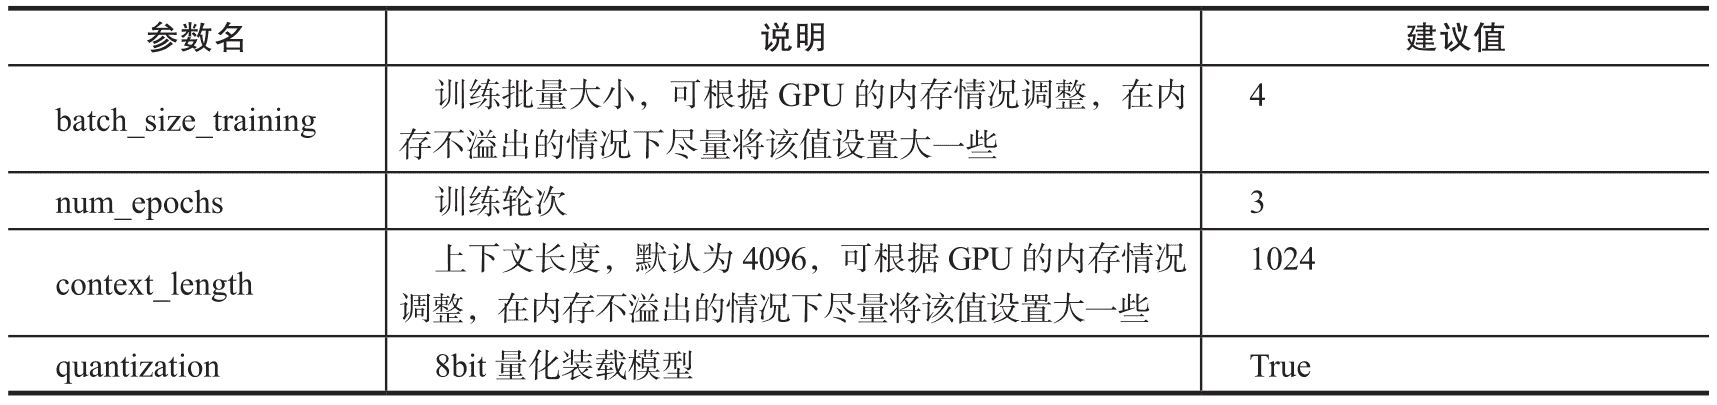 参数名 说明 建议值
batch_size_training 训练批量大小，可根据 GPU 的内存情况调整，在内 4
存不溢出的情况下尽量将该值设置大一些
num_epochs 训练轮次 3
context_length 上下文长度，默认为 4096，可根据 GPU 的内存情况 1024
调整，在内存不溢出的情况下尽量将该值设置大一些
quantization 8bit 量化装载模型 True